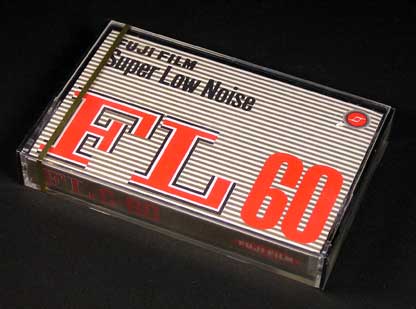 FUJI FILM
Super Low Noise
FL
60
FL 60
FUJI FILM